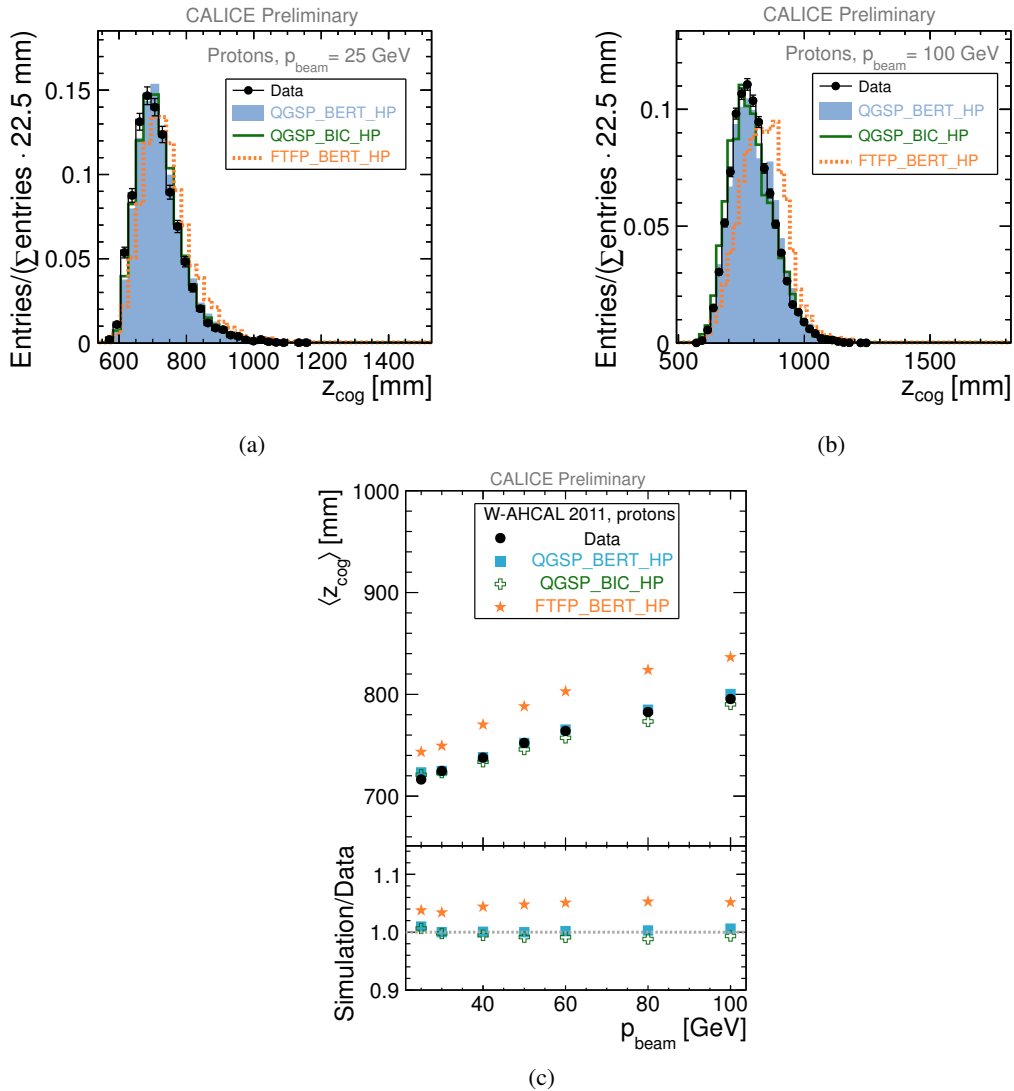 CALICE Preliminary
Protons, p_beam = 25 GeV
Data
QGSP_BERT_HP
QGSP_BIC_HP
FTFP_BERT_HP
Entries/(∑entries · 22.5 mm)
0.15
0.1
0.05
0
600 800 1000 1200 1400
z_cog [mm]
(a)
CALICE Preliminary
Protons, p_beam = 100 GeV
Data
QGSP_BERT_HP
QGSP_BIC_HP
FTFP_BERT_HP
Entries/(∑entries · 22.5 mm)
0.1
0.05
0
500 1000 1500
z_cog [mm]
(b)
CALICE Preliminary
W-AHCAL 2011, protons
Data
QGSP_BERT_HP
QGSP_BIC_HP
FTFP_BERT_HP
⟨z_cog⟩ [mm]
1000
900
800
700
Simulation/Data
1.1
1.0
0.9
40 60 80 100
p_beam [GeV]
(c)